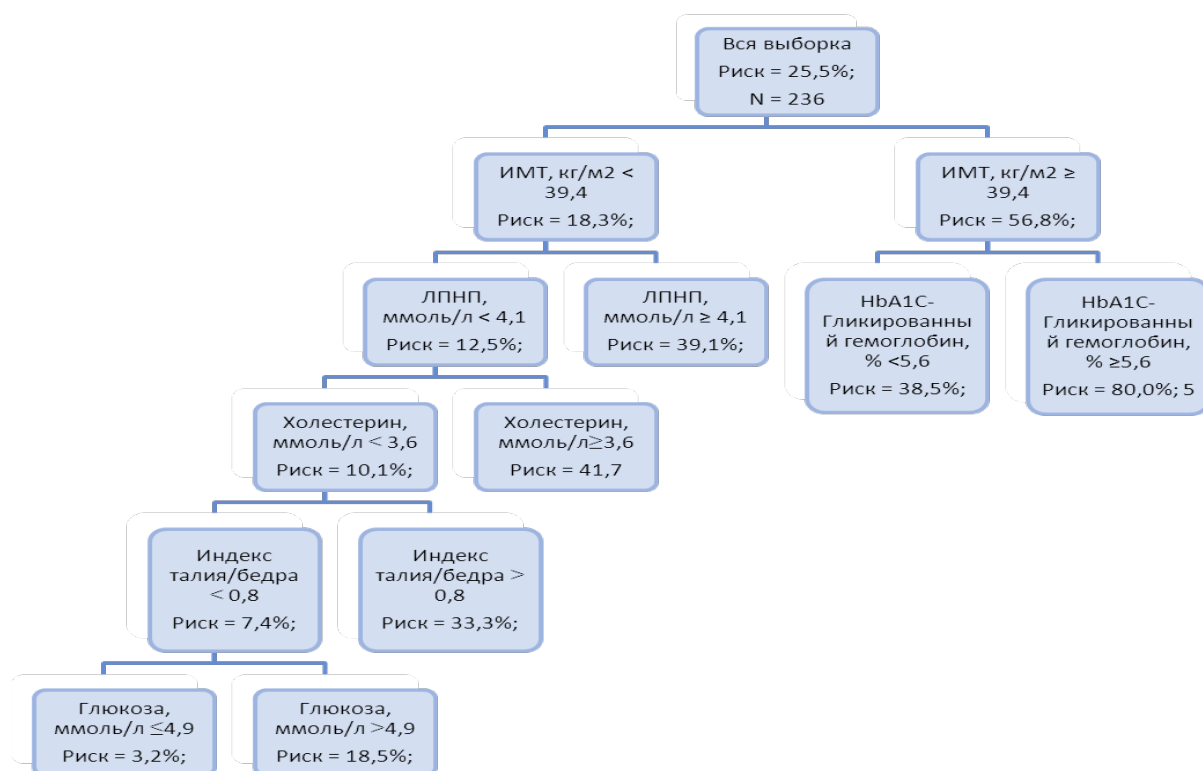 Вся выборка
Риск = 25,5%;
N = 236
ИМТ, кг/м2 <
39,4
Риск = 18,3%;
ИМТ, кг/м2 ≥
39,4
Риск = 56,8%;
ЛПНП,
ммоль/л < 4,1
Риск = 12,5%;
ЛПНП,
ммоль/л ≥ 4,1
Риск = 39,1%;
HbA1C-
Гликированны
й гемоглобин,
% <5,6
Риск = 38,5%;
HbA1C-
Гликированны
й гемоглобин,
% ≥5,6
Риск = 80,0%; 5
Холестерин,
ммоль/л < 3,6
Риск = 10,1%;
Холестерин,
ммоль/л≥3,6
Риск = 41,7
Индекс
талия/бедра
< 0,8
Риск = 7,4%;
Индекс
талия/бедра >
0,8
Риск = 33,3%;
Глюкоза,
ммоль/л ≤4,9
Риск = 3,2%;
Глюкоза,
ммоль/л >4,9
Риск = 18,5%;